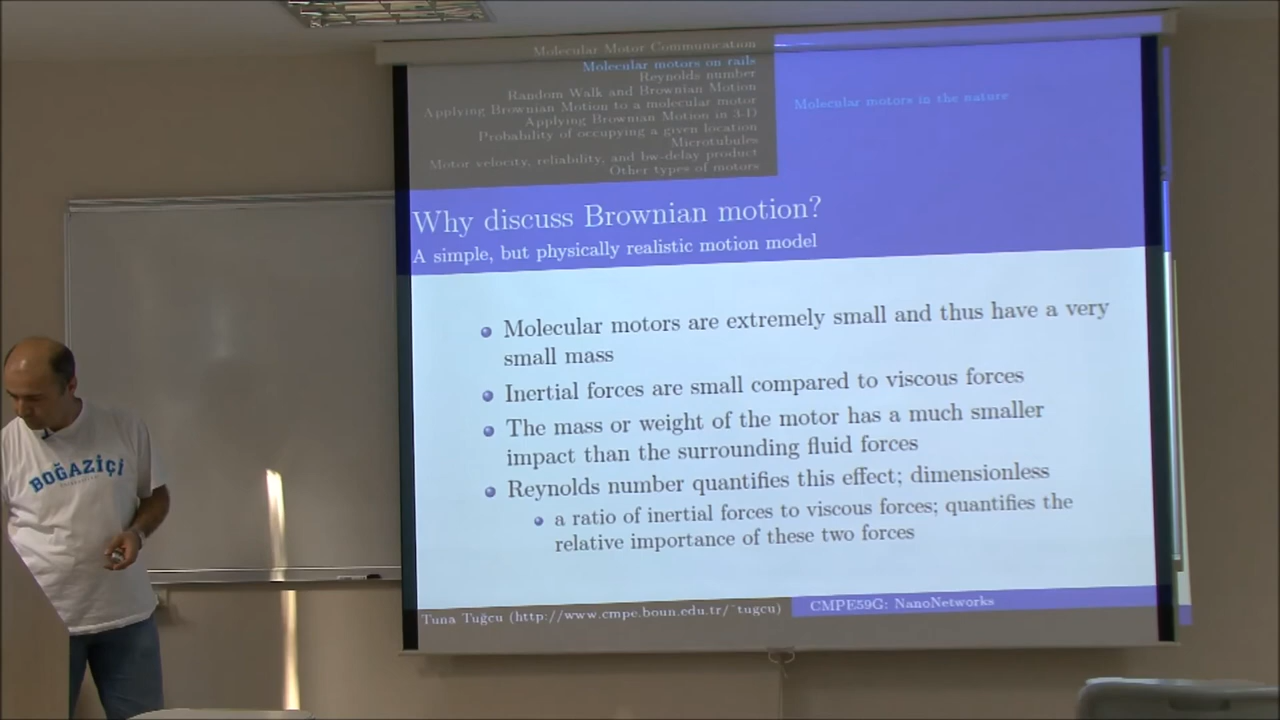 Molecular Motor Communication
Molecular motors on rails
Reynolds number
Random Walk and Brownian Motion
Applying Brownian Motion to a molecular motor
Applying Brownian Motion in 3-D
Probability of occupying a given location
Microtubules
Motor velocity, reliability, and bw-delay product
Other types of motors
Molecular motors in the nature
Why discuss Brownian motion?
A simple, but physically realistic motion model
Molecular motors are extremely small and thus have a very
small mass
Inertial forces are small compared to viscous forces
The mass or weight of the motor has a much smaller
impact than the surrounding fluid forces
Reynolds number quantifies this effect; dimensionless
a ratio of inertial forces to viscous forces; quantifies the
relative importance of these two forces
Tuna Tuğcu (http://www.cmpe.boun.edu.tr/~tugcu)
CMPE59G: NanoNetworks
BOĞAZİÇİ